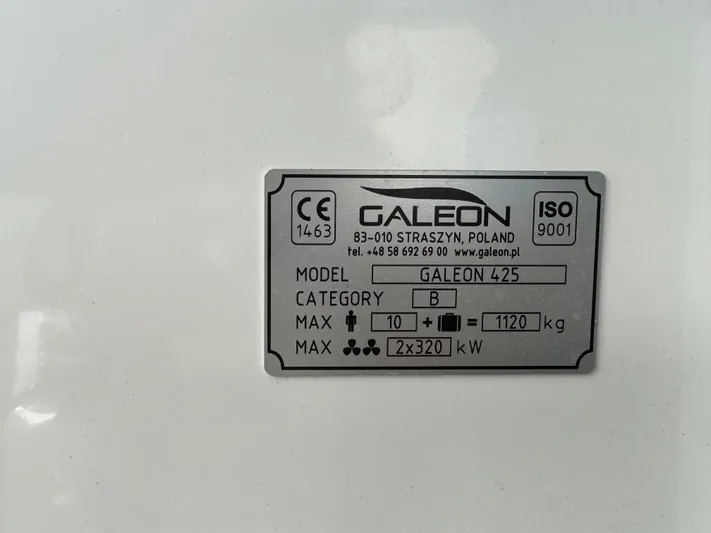 CE
1463
GALEON
ISO
9001
83-010 STRASZYN, POLAND
tel. +48 58 692 69 00 www.galeon.pl
MODEL GALEON 425
CATEGORY B
MAX 10 + = 1120 kg
MAX 2x320 kW